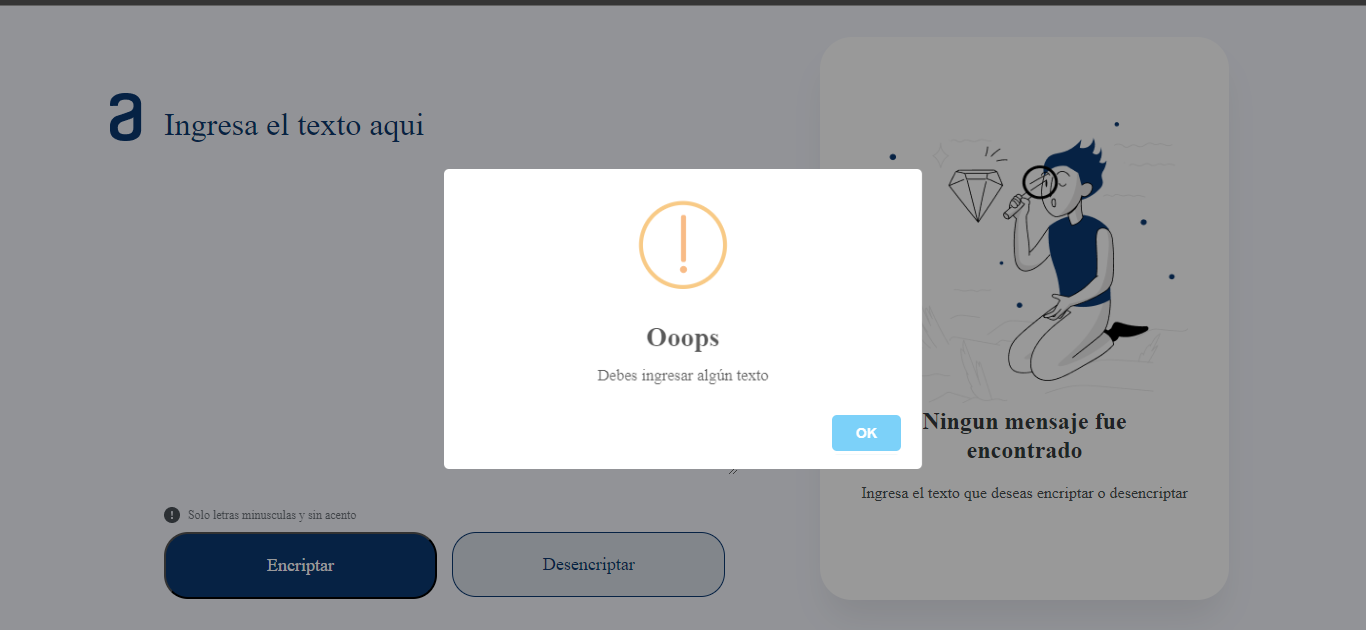 a
Ingresa el texto aqui
Ooops
Debes ingresar algún texto
OK
Ningun mensaje fue
encontrado
Ingresa el texto que deseas encriptar o desencriptar
Solo letras minusculas y sin acento
Encriptar
Desencriptar